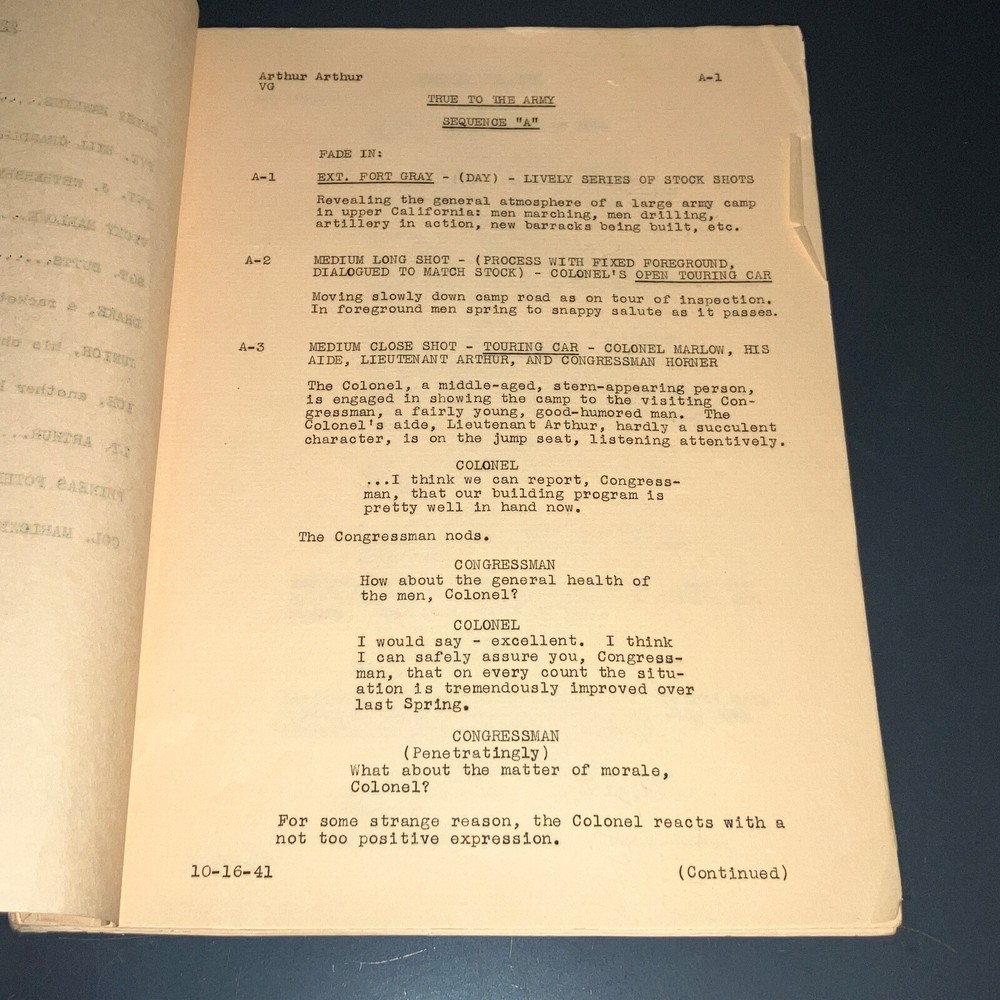 Arthur Arthur
VG
A-1
TRUE TO THE ARMY
SEQUENCE "A"
FADE IN:
A-1 EXT. FORT GRAY - (DAY) - LIVELY SERIES OF STOCK SHOTS
Revealing the general atmosphere of a large army camp
in upper California: men marching, men drilling,
artillery in action, new barracks being built, etc.
A-2 MEDIUM LONG SHOT - (PROCESS WITH FIXED FOREGROUND,
DIALOGUED TO MATCH STOCK) - COLONEL'S OPEN TOURING CAR
Moving slowly down camp road as on tour of inspection.
In foreground men spring to snappy salute as it passes.
A-3 MEDIUM CLOSE SHOT - TOURING CAR - COLONEL MARLOW, HIS
AIDE, LIEUTENANT ARTHUR, AND CONGRESSMAN HORNER
The Colonel, a middle-aged, stern-appearing person,
is engaged in showing the camp to the visiting Con-
gressman, a fairly young, good-humored man. The
Colonel's aide, Lieutenant Arthur, hardly a succulent
character, is on the jump seat, listening attentively.
COLONEL
...I think we can report, Congress-
man, that our building program is
pretty well in hand now.
The Congressman nods.
CONGRESSMAN
How about the general health of
the men, Colonel?
COLONEL
I would say - excellent. I think
I can safely assure you, Congress-
man, that on every count the situ-
ation is tremendously improved over
last Spring.
CONGRESSMAN
(Penetratingly)
What about the matter of morale,
Colonel?
For some strange reason, the Colonel reacts with a
not too positive expression.
10-16-41
(Continued)